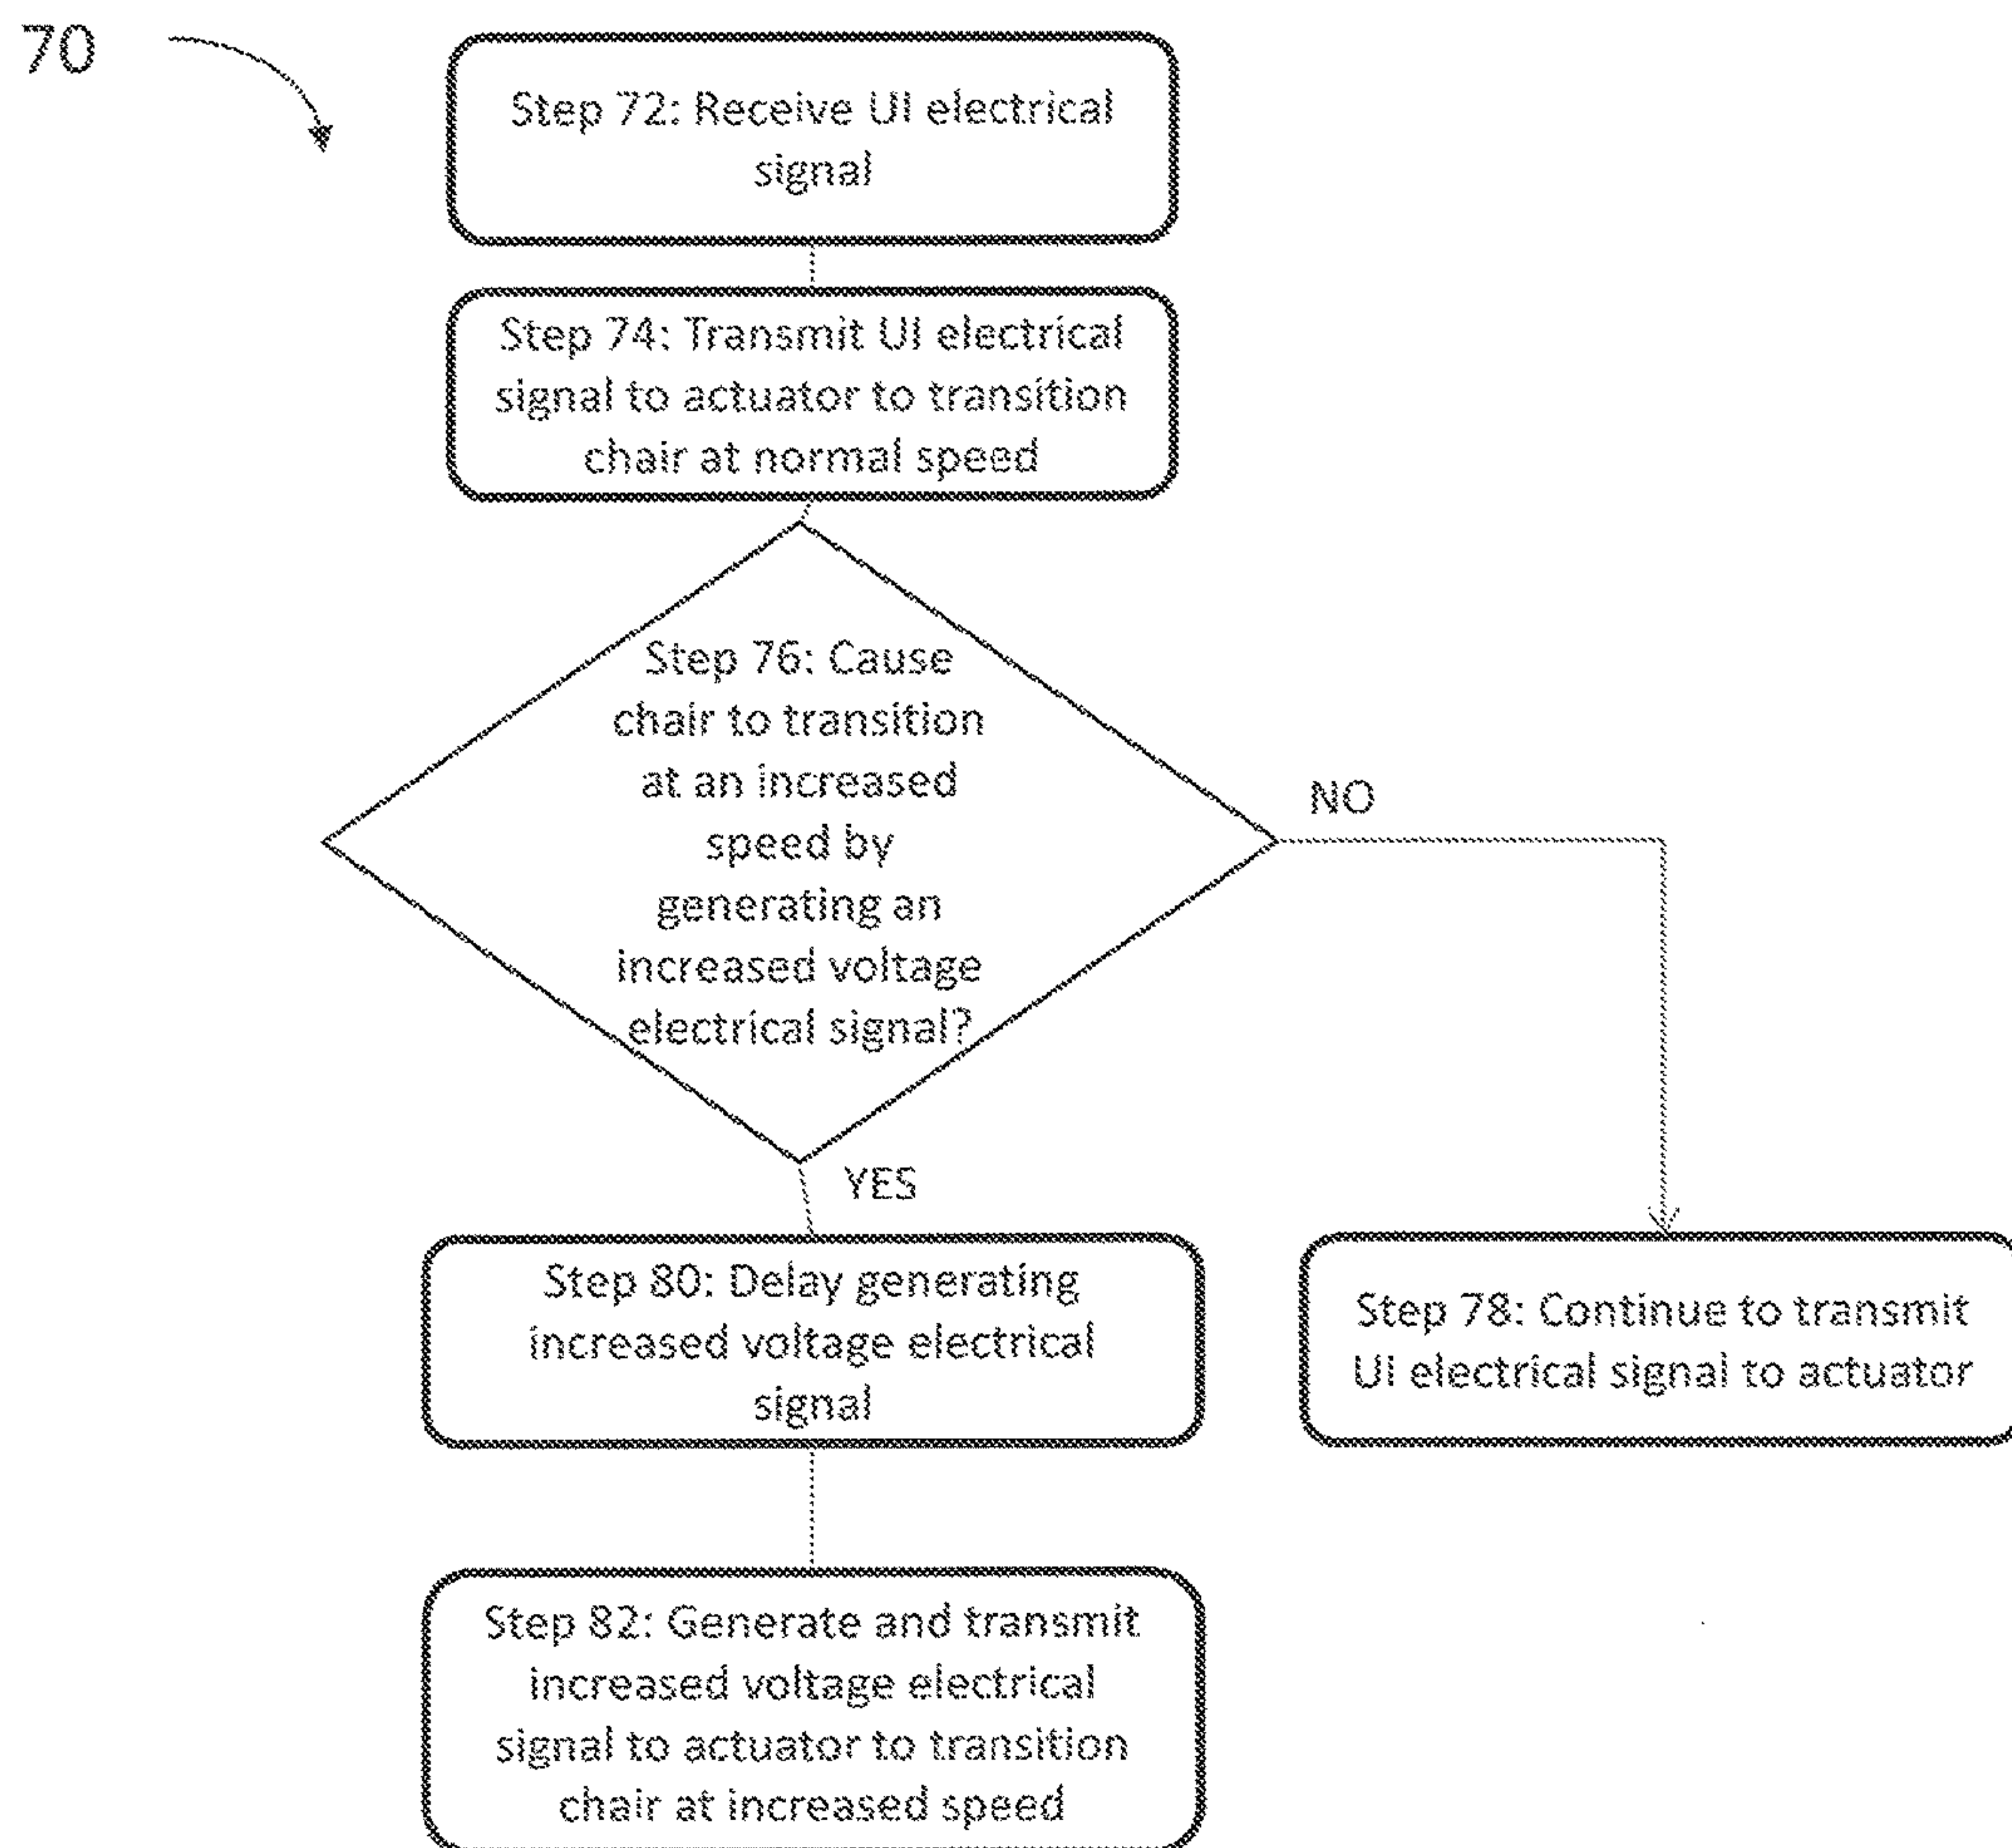 70
Step 72: Receive UI electrical
signal
Step 74: Transmit UI electrical
signal to actuator to transition
chair at normal speed
Step 76: Cause
chair to transition
at an increased
speed by
generating an
increased voltage
electrical signal?
NO
YES
Step 80: Delay generating
increased voltage electrical
signal
Step 78: Continue to transmit
UI electrical signal to actuator
Step 82: Generate and transmit
increased voltage electrical
signal to actuator to transition
chair at increased speed